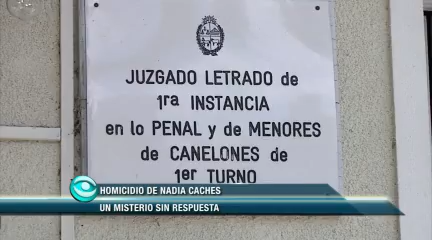 JUZGADO LETRADO de
1ra INSTANCIA
en lo PENAL y de MENORES
de CANELONES de
1er TURNO
HOMICIDIO DE NADIA CACHES
UN MISTERIO SIN RESPUESTA